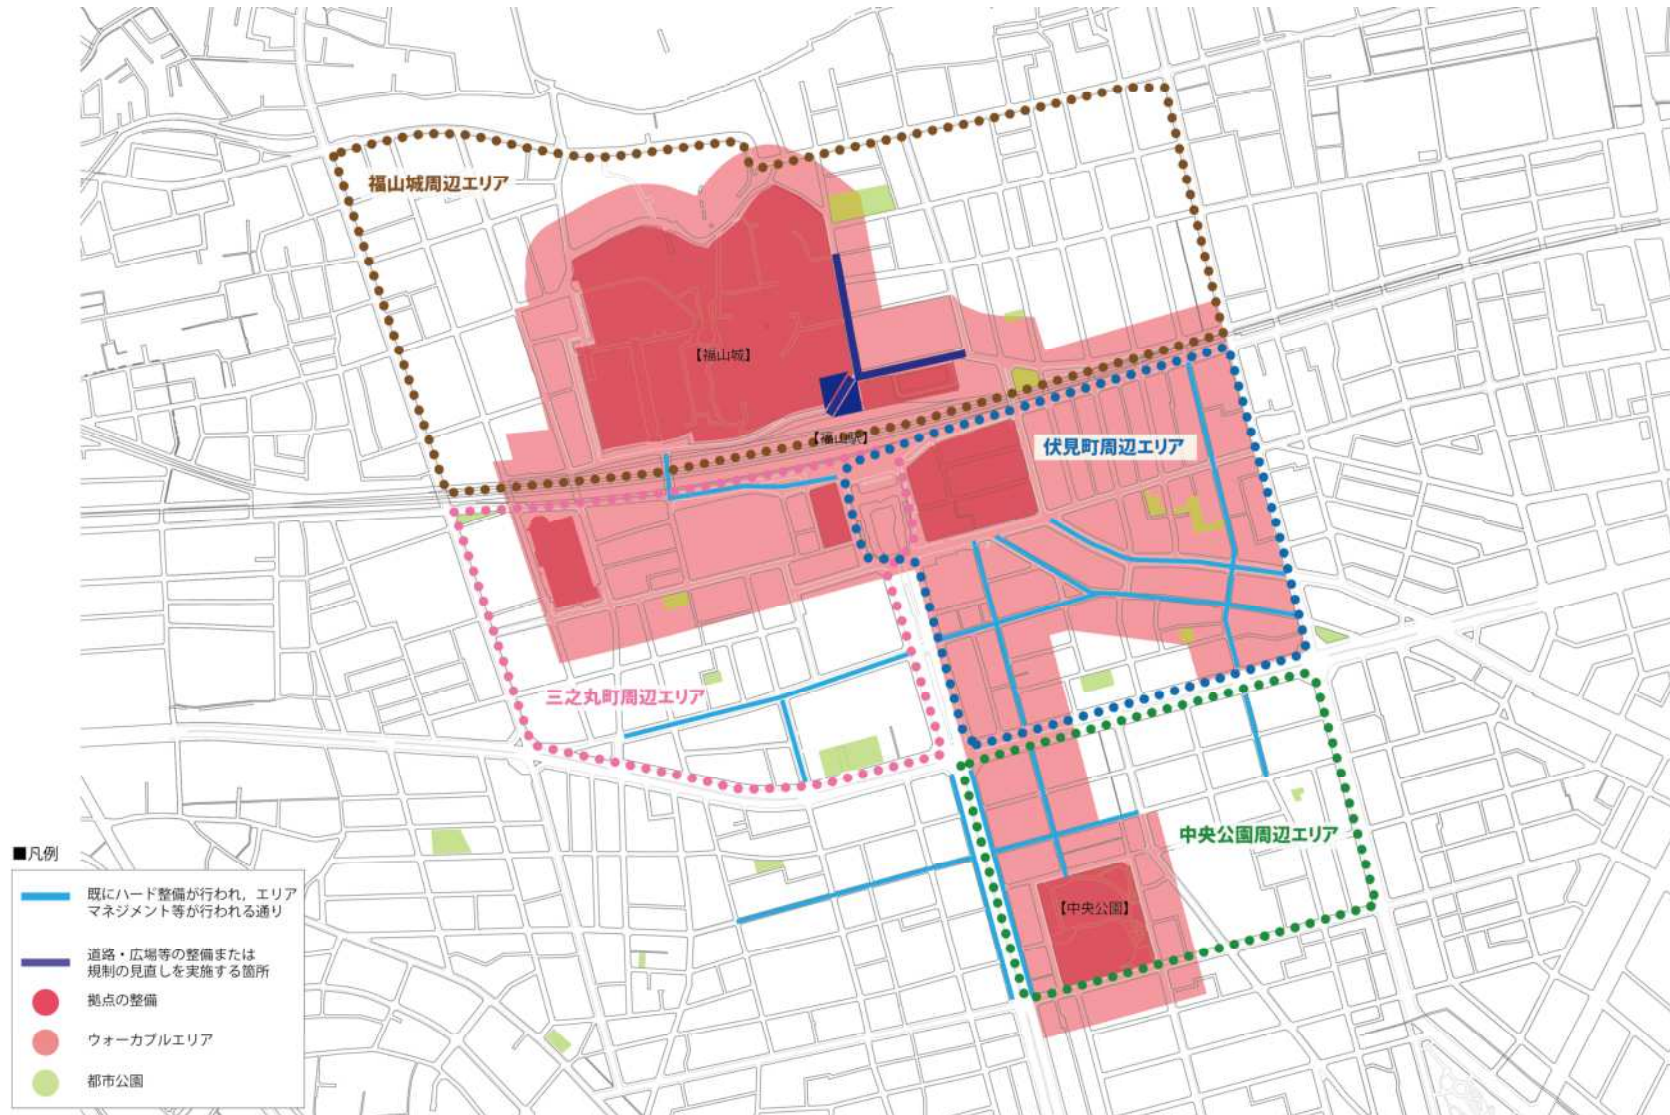 福山城周辺エリア
【福山城】
【福山駅】
伏見町周辺エリア
三之丸町周辺エリア
中央公園周辺エリア
【中央公園】
■凡例
既にハード整備が行われ，エリア
マネジメント等が行われる通り
道路・広場等の整備または
規制の見直しを実施する箇所
拠点の整備
ウォーカブルエリア
都市公園